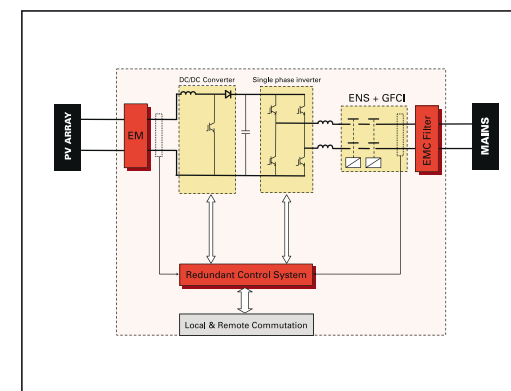 DC/DC Converter
Single phase inverter
ENS + GFCI
PV ARRAY
EM
EMC Filter
MAINS
Redundant Control System
Local & Remote Commutation